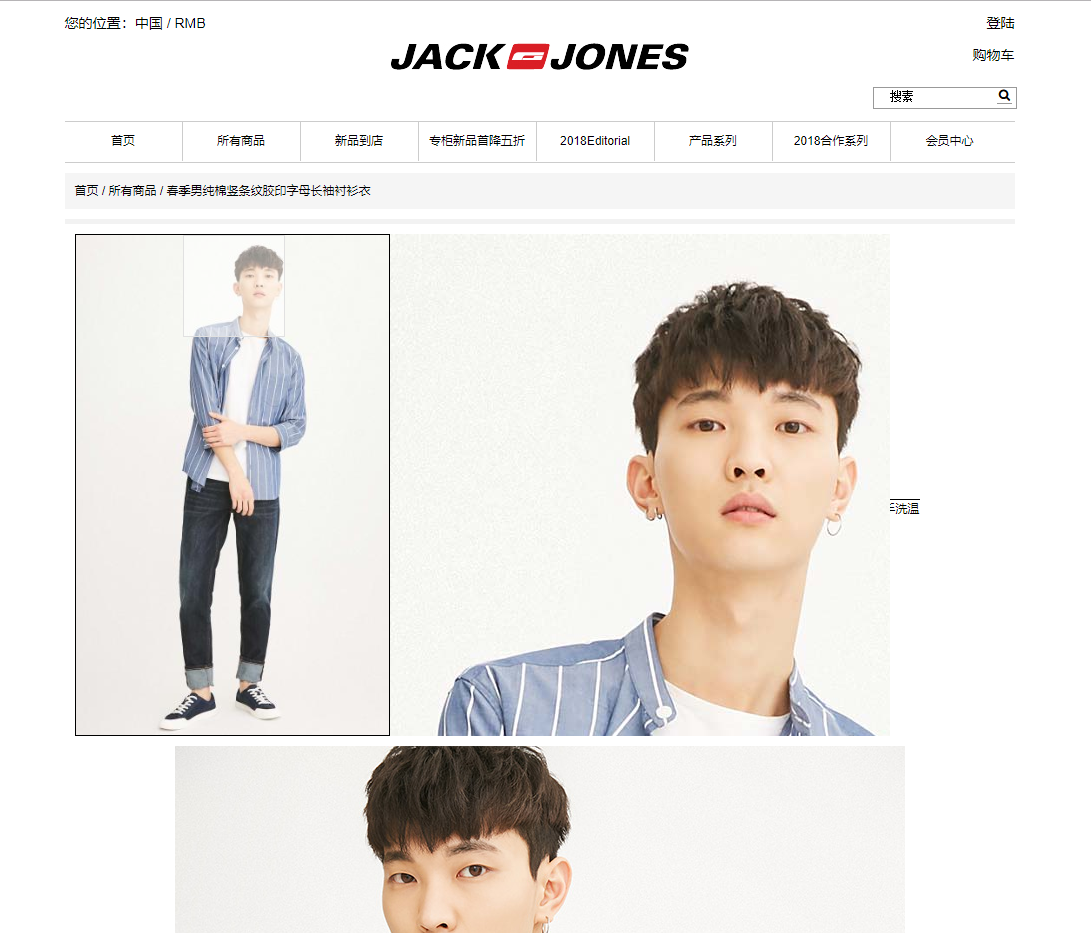 您的位置：中国 / RMB
登陆
JACK JONES
购物车
搜素
首页
所有商品
新品到店
专柜新品首降五折
2018Editorial
产品系列
2018合作系列
会员中心
首页 / 所有商品 / 春季男纯棉竖条纹胶印字母长袖衬衫衣
洗温